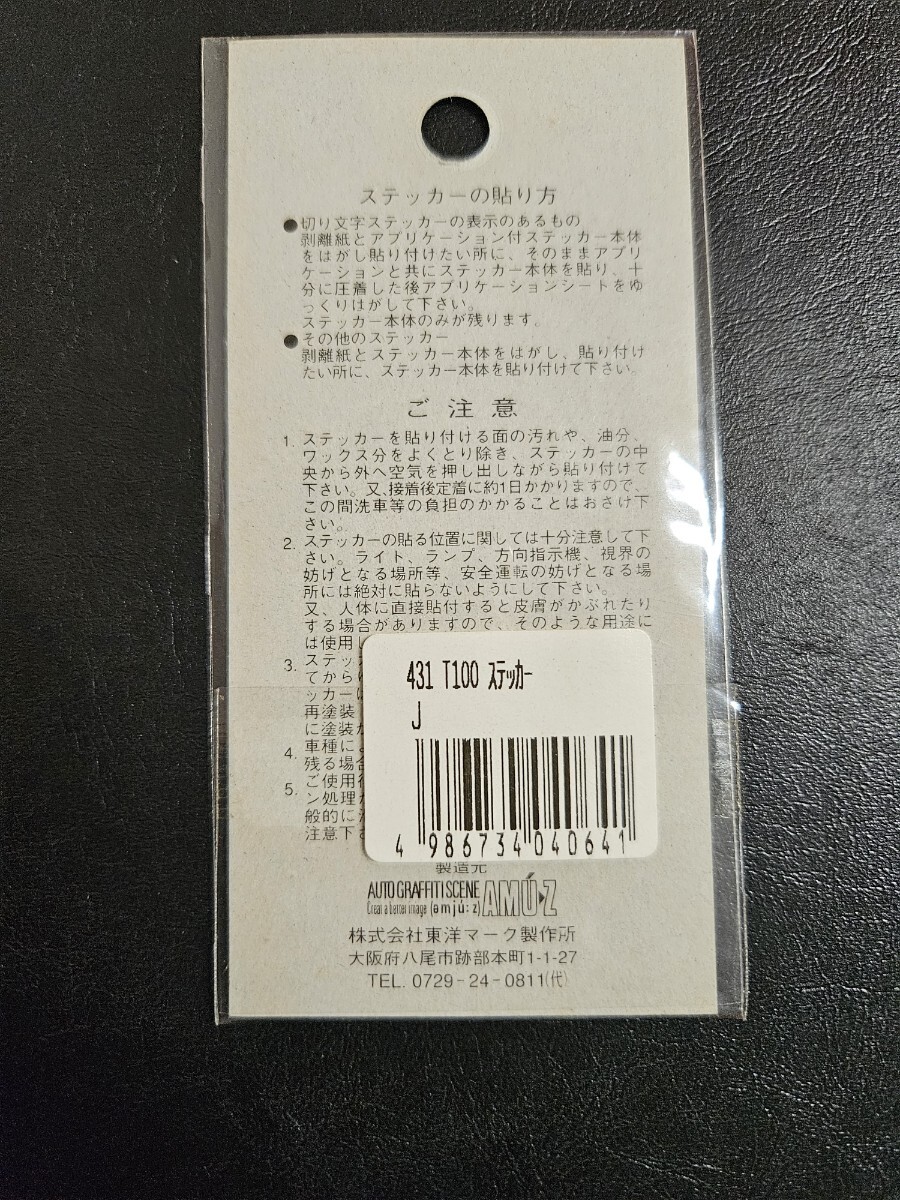 ステッカーの貼り方
●切り文字ステッカーの表示のあるもの
剥離紙とアプリケーション付ステッカー本体
をはがし貼り付けたい所に、そのままアプリ
ケーションと共にステッカー本体を貼り、十
分に圧着した後アプリケーションシートをゆ
っくりはがして下さい。
ステッカー本体のみが残ります。
●その他のステッカー
剥離紙とステッカー本体をはがし、貼り付け
たい所に、ステッカー本体を貼り付けて下さい。
ご注意
1. ステッカーを貼り付ける面の汚れや、油分、
ワックス分をよくとり除き、ステッカーの中
央から外へ空気を押し出しながら貼り付けて
下さい。又、接着後定着に約1日かかりますので、
この間洗車等の負担のかかることはおさけ下
さい。
2. ステッカーの貼る位置に関しては十分注意して下
さい。ライト、ランプ、方向指示機、視界の
妨げとなる場所等、安全運転の妨げとなる場
所には絶対に貼らないようにして下さい。
又、人体に直接貼付すると皮膚がかぶれたり
する場合がありますので、そのような用途に
は使用し
3. ステッ
てから
ッカーに
再塗装
に塗装が
4. 車種に
残る場合
5. ご使用後
ン処理が
般的に
注意下さ
431 T100 ステッカー
J
4 986734 040641
製造元
AUTO GRAFFITI SCENE
Creat a better image (əmjú:z) AMÚ·Z
株式会社東洋マーク製作所
大阪府八尾市跡部本町1-1-27
TEL. 0729-24-0811(代)